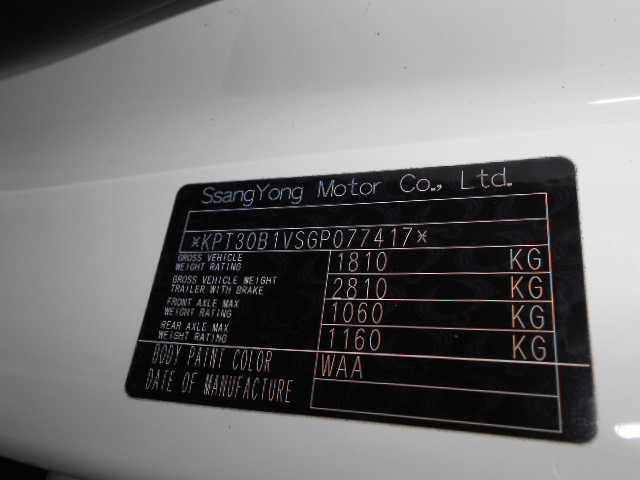 SsangYong Motor Co., Ltd.
*KPT30B1VSGP077417*
GROSS VEHICLE
WEIGHT RATING
1810 KG
GROSS VEHICLE WEIGHT
TRAILER WITH BRAKE
2810 KG
FRONT AXLE MAX
WEIGHT RATING
1060 KG
REAR AXLE MAX
WEIGHT RATING
1160 KG
BODY PAINT COLOR WAA
DATE OF MANUFACTURE